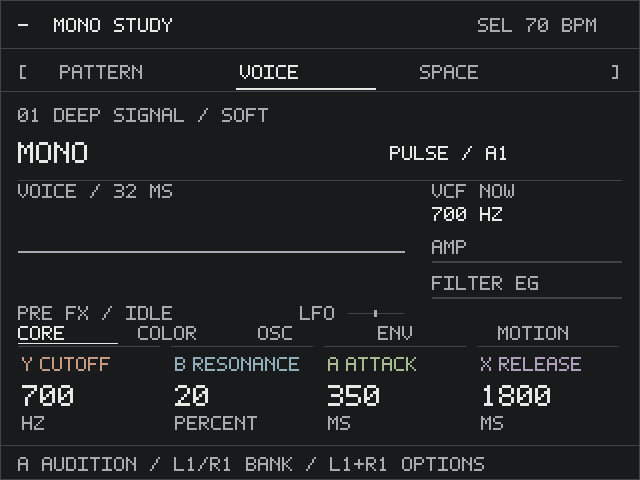 – MONO STUDY SEL 70 BPM
[ PATTERN VOICE SPACE ]
01 DEEP SIGNAL / SOFT
MONO PULSE / A1
VOICE / 32 MS VCF NOW
700 HZ
AMP
FILTER EG
PRE FX / IDLE LFO
CORE COLOR OSC ENV MOTION
Y CUTOFF B RESONANCE A ATTACK X RELEASE
700 20 350 1800
HZ PERCENT MS MS
A AUDITION / L1/R1 BANK / L1+R1 OPTIONS